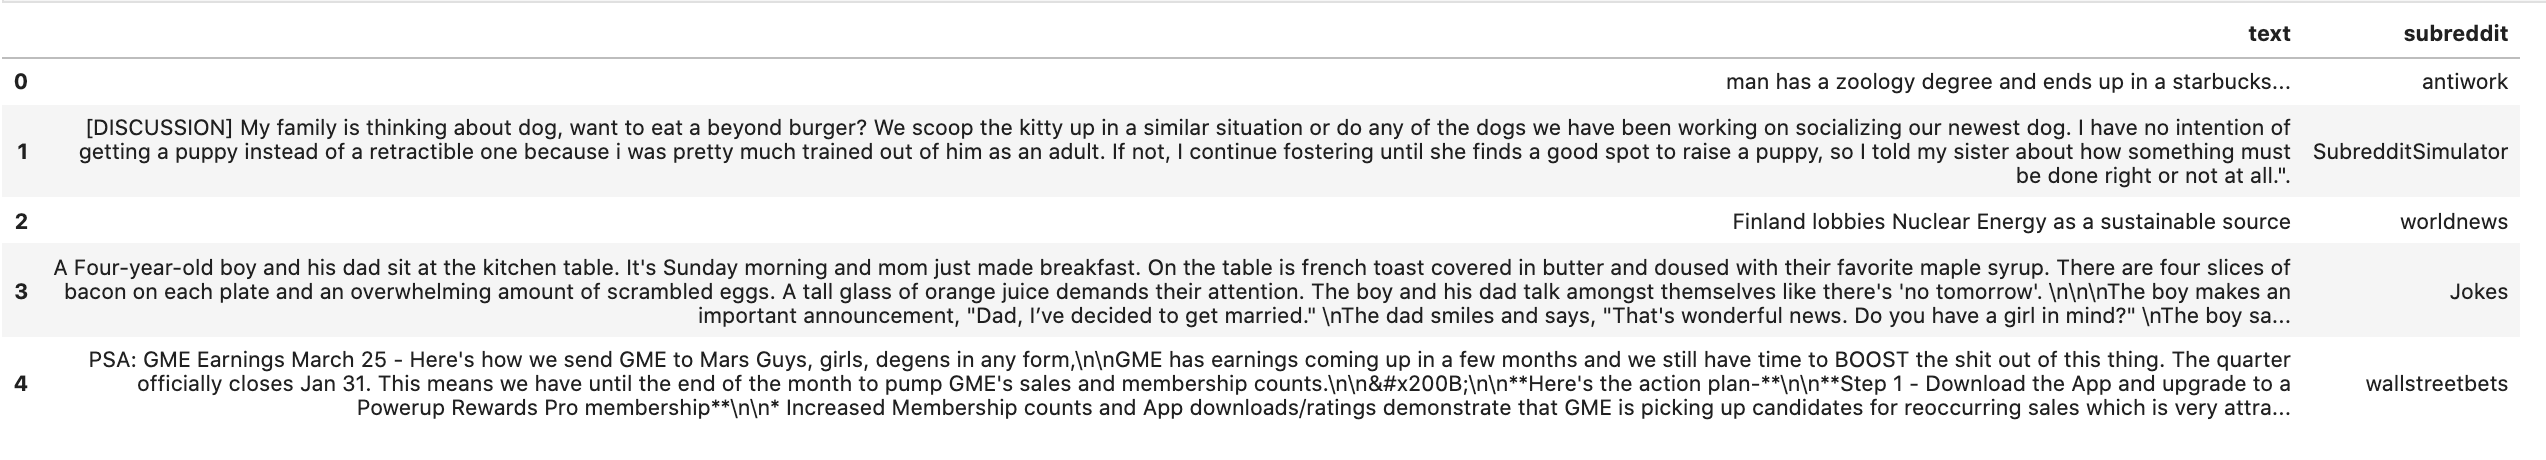 text subreddit
0 man has a zoology degree and ends up in a starbucks... antiwork
[DISCUSSION] My family is thinking about dog, want to eat a beyond burger? We scoop the kitty up in a similar situation or do any of the dogs we have been working on socializing our newest dog. I have no intention of
1 getting a puppy instead of a retractible one because i was pretty much trained out of him as an adult. If not, I continue fostering until she finds a good spot to raise a puppy, so I told my sister about how something must SubredditSimulator
be done right or not at all.".
2 Finland lobbies Nuclear Energy as a sustainable source worldnews
A Four-year-old boy and his dad sit at the kitchen table. It's Sunday morning and mom just made breakfast. On the table is french toast covered in butter and doused with their favorite maple syrup. There are four slices of
3 bacon on each plate and an overwhelming amount of scrambled eggs. A tall glass of orange juice demands their attention. The boy and his dad talk amongst themselves like there's 'no tomorrow'. \n\n\nThe boy makes an Jokes
important announcement, "Dad, I’ve decided to get married." \nThe dad smiles and says, "That's wonderful news. Do you have a girl in mind?" \nThe boy sa...
PSA: GME Earnings March 25 - Here's how we send GME to Mars Guys, girls, degens in any form,\n\nGME has earnings coming up in a few months and we still have time to BOOST the shit out of this thing. The quarter
4 officially closes Jan 31. This means we have until the end of the month to pump GME's sales and membership counts.\n\n&#x200B;\n\n**Here's the action plan-**\n\n**Step 1 - Download the App and upgrade to a wallstreetbets
Powerup Rewards Pro membership**\n\n* Increased Membership counts and App downloads/ratings demonstrate that GME is picking up candidates for reoccurring sales which is very attra...